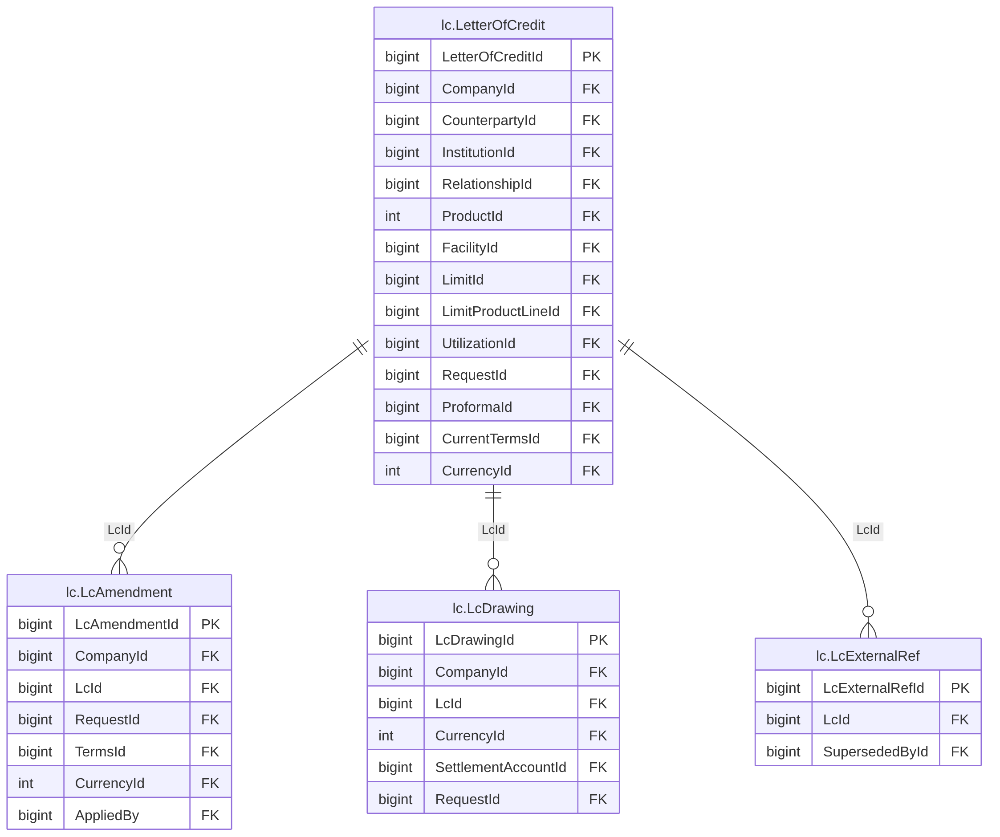 lc.LetterOfCredit
bigint LetterOfCreditId PK
bigint CompanyId FK
bigint CounterpartyId FK
bigint InstitutionId FK
bigint RelationshipId FK
int ProductId FK
bigint FacilityId FK
bigint LimitId FK
bigint LimitProductLineId FK
bigint UtilizationId FK
bigint RequestId FK
bigint ProformaId FK
bigint CurrentTermsId FK
int CurrencyId FK
LcId
LcId
LcId
lc.LcAmendment
bigint LcAmendmentId PK
bigint CompanyId FK
bigint LcId FK
bigint RequestId FK
bigint TermsId FK
int CurrencyId FK
bigint AppliedBy FK
lc.LcDrawing
bigint LcDrawingId PK
bigint CompanyId FK
bigint LcId FK
int CurrencyId FK
bigint SettlementAccountId FK
bigint RequestId FK
lc.LcExternalRef
bigint LcExternalRefId PK
bigint LcId FK
bigint SupersededById FK